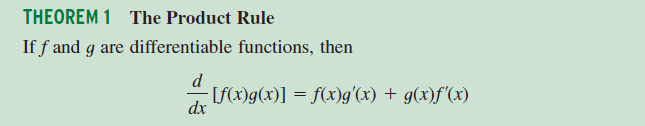 THEOREM 1 The Product Rule
If f and g are differentiable functions, then
d/dx [f(x)g(x)] = f(x)g'(x) + g(x)f'(x)